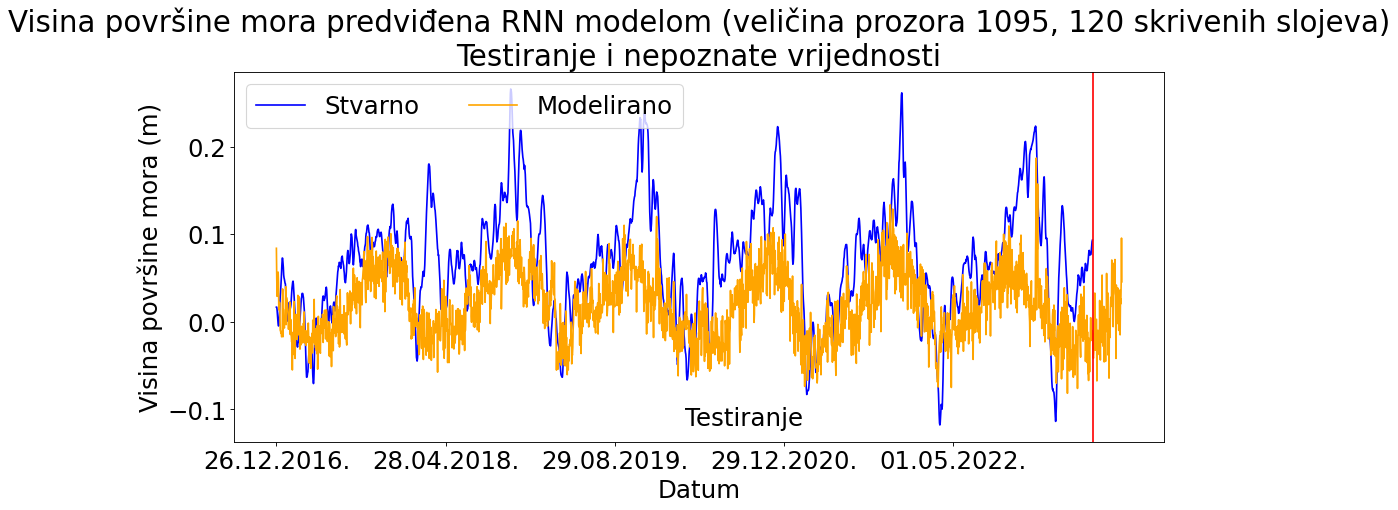 Visina površine mora predviđena RNN modelom (veličina prozora 1095, 120 skrivenih slojeva)
Testiranje i nepoznate vrijednosti
Stvarno
Modelirano
Visina površine mora (m)
0.2
0.1
0.0
−0.1
Testiranje
26.12.2016.
28.04.2018.
29.08.2019.
29.12.2020.
01.05.2022.
Datum